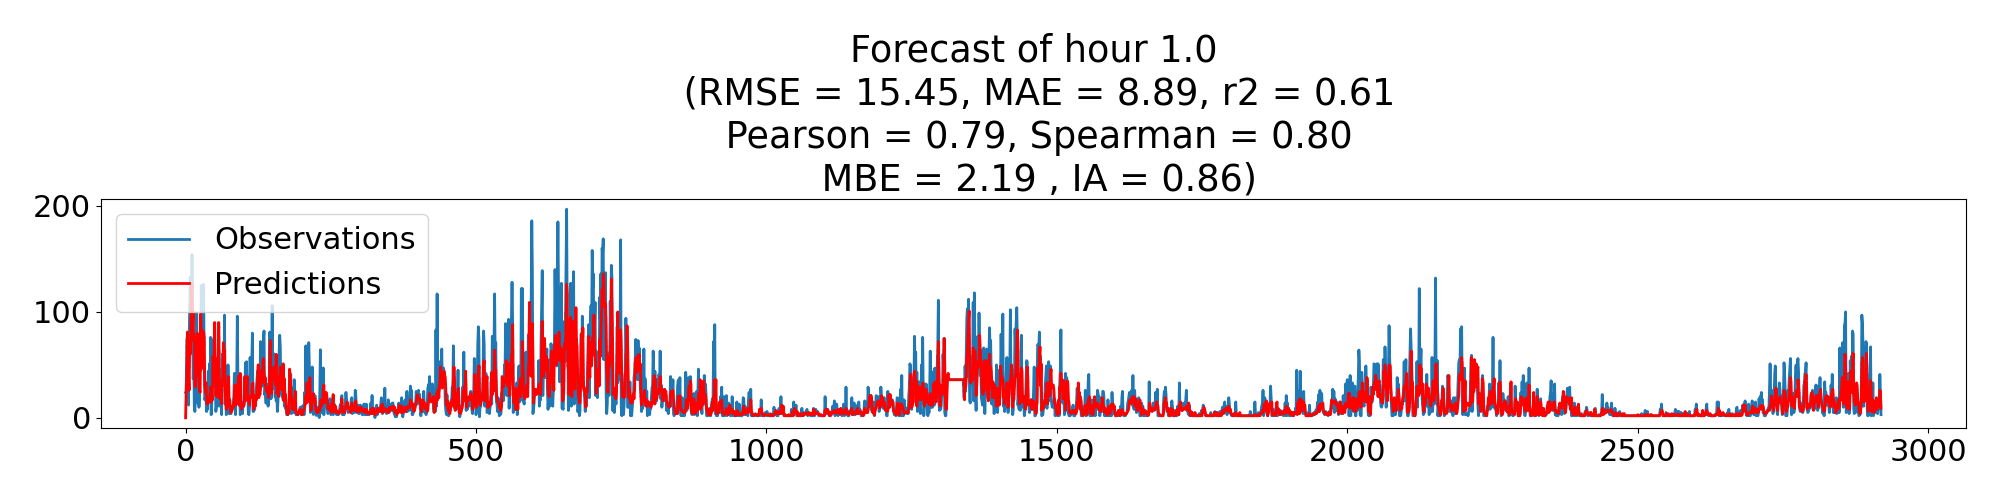 Forecast of hour 1.0
(RMSE = 15.45, MAE = 8.89, r2 = 0.61
Pearson = 0.79, Spearman = 0.80
MBE = 2.19 , IA = 0.86)
200
100
0
Observations
Predictions
0 500 1000 1500 2000 2500 3000